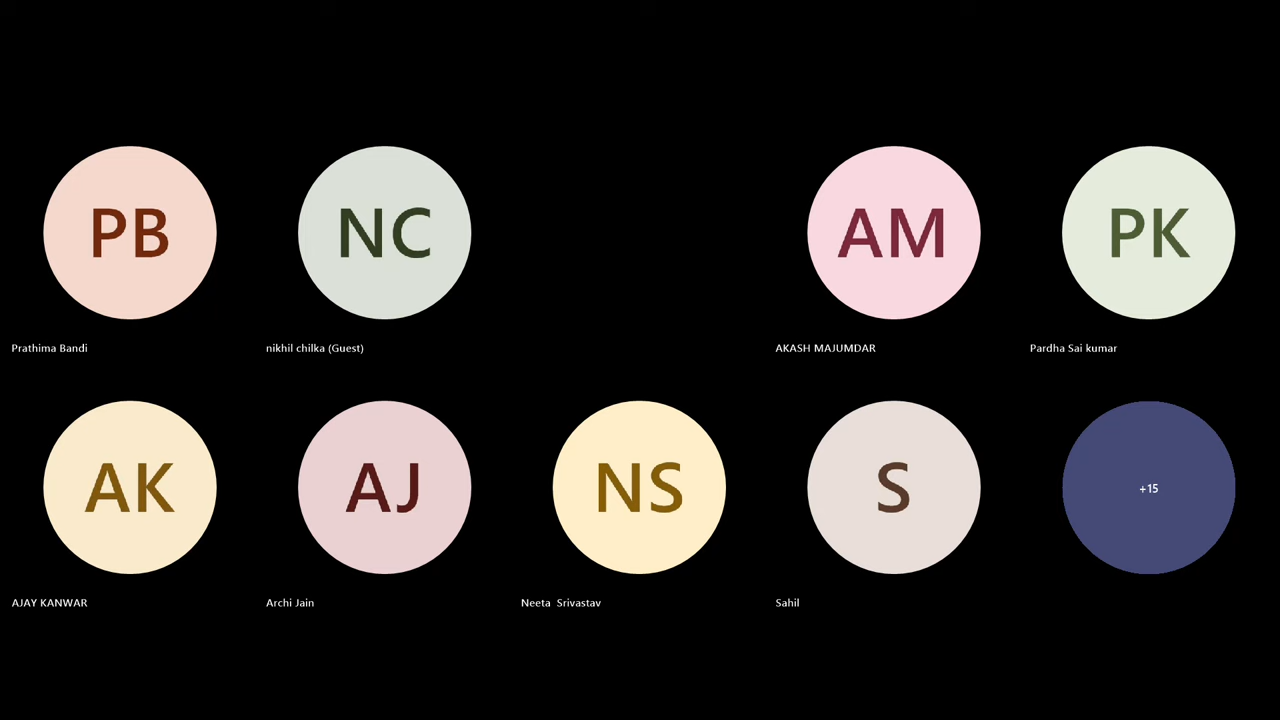 PB
NC
AM
PK
Prathima Bandi
nikhil chilka (Guest)
AKASH MAJUMDAR
Pardha Sai kumar
AK
AJ
NS
S
+15
AJAY KANWAR
Archi Jain
Neeta  Srivastav
Sahil